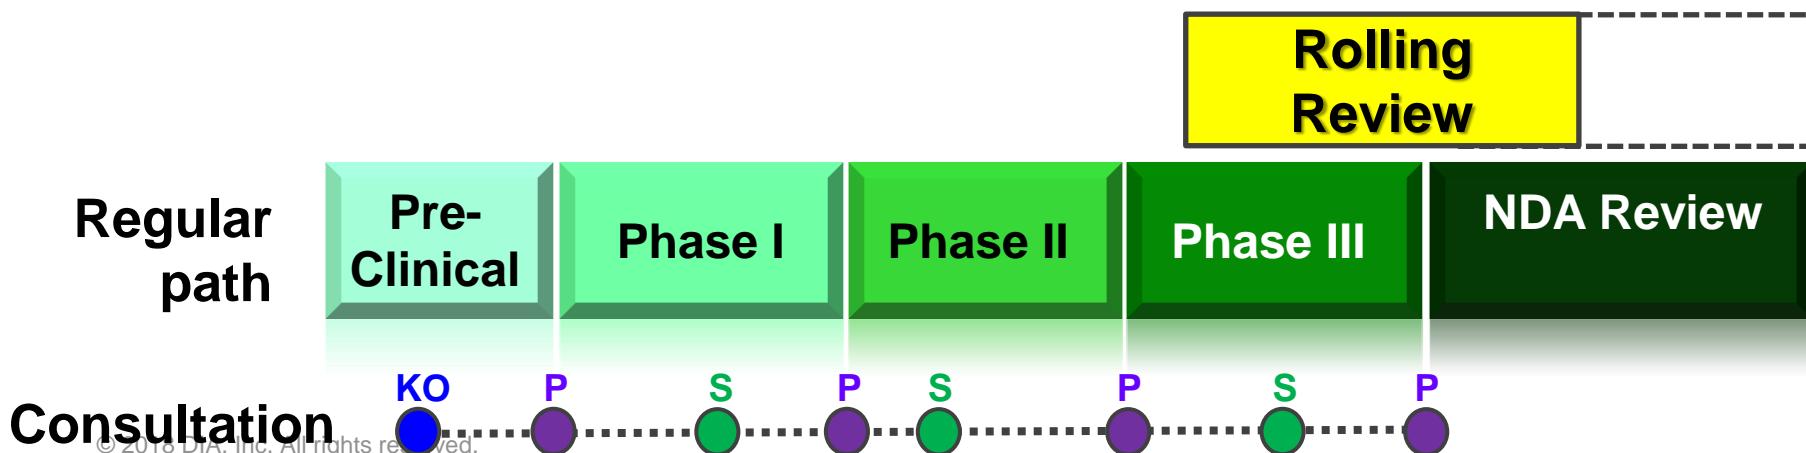 Rolling
Review
Regular
path
Pre-
Clinical
Phase I
Phase II
Phase III
NDA Review
KO P S P S P S P
Consultation
© 2018 DIA, Inc. All rights reserved.